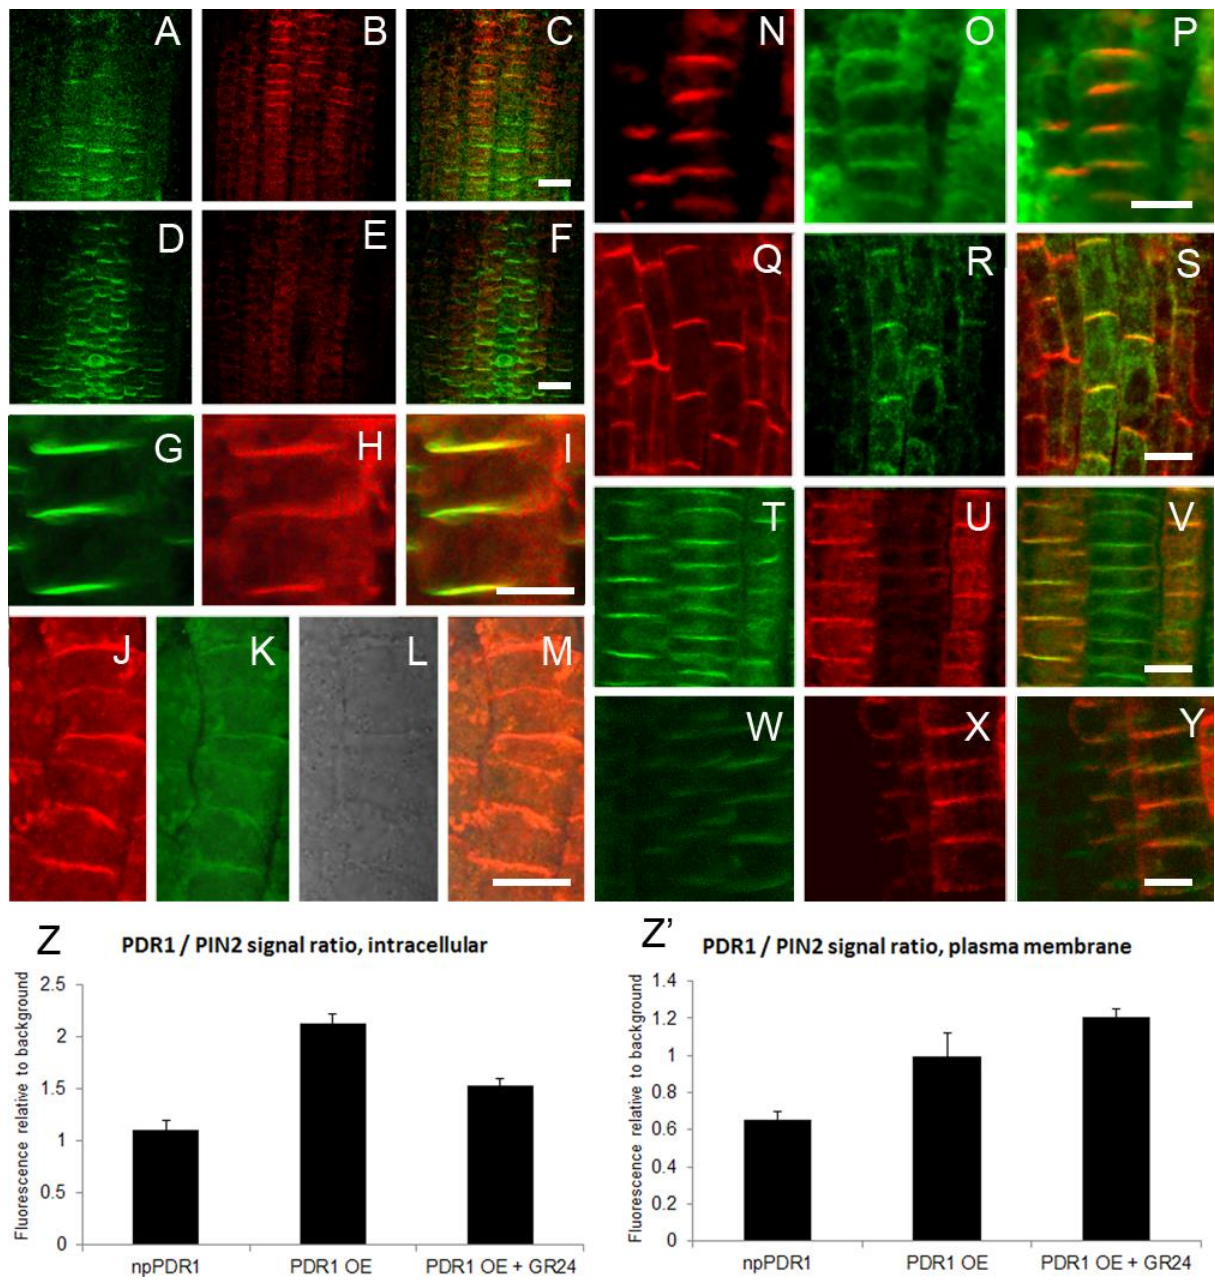 A B C N O P
D E F Q R S
G H I T U V
J K L M W X Y
Z PDR1 / PIN2 signal ratio, intracellular
Fluorescence relative to background
2.5
2
1.5
1
0.5
0
npPDR1 PDR1 OE PDR1 OE + GR24
Z’ PDR1 / PIN2 signal ratio, plasma membrane
Fluorescence relative to background
1.4
1.2
1
0.8
0.6
0.4
0.2
0
npPDR1 PDR1 OE PDR1 OE + GR24